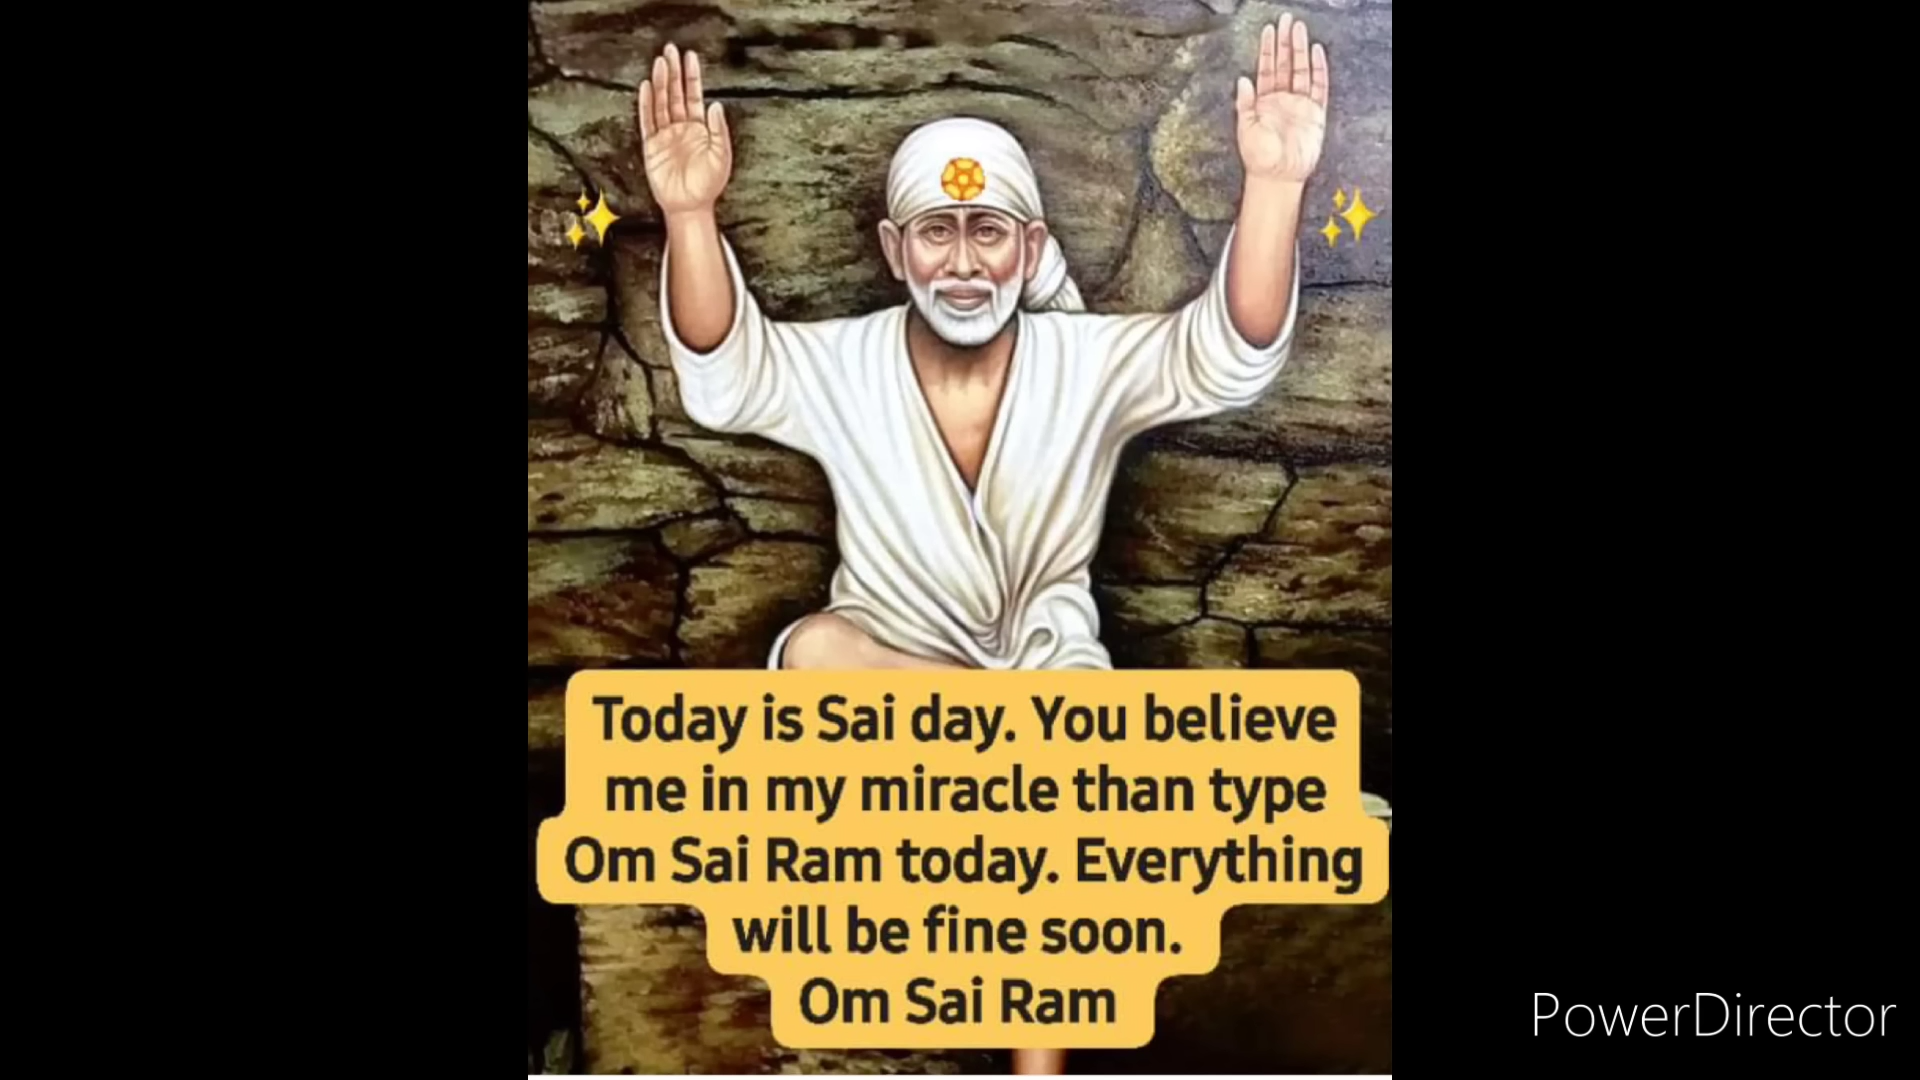 Today is Sai day. You believe
me in my miracle than type
Om Sai Ram today. Everything
will be fine soon.
Om Sai Ram
PowerDirector